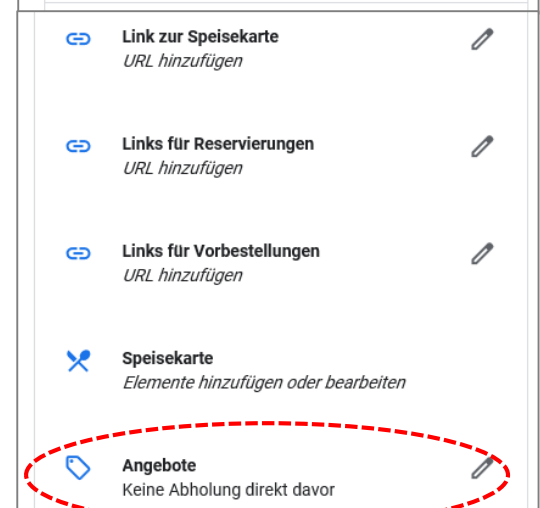 Link zur Speisekarte
URL hinzufügen
Links für Reservierungen
URL hinzufügen
Links für Vorbestellungen
URL hinzufügen
Speisekarte
Elemente hinzufügen oder bearbeiten
Angebote
Keine Abholung direkt davor